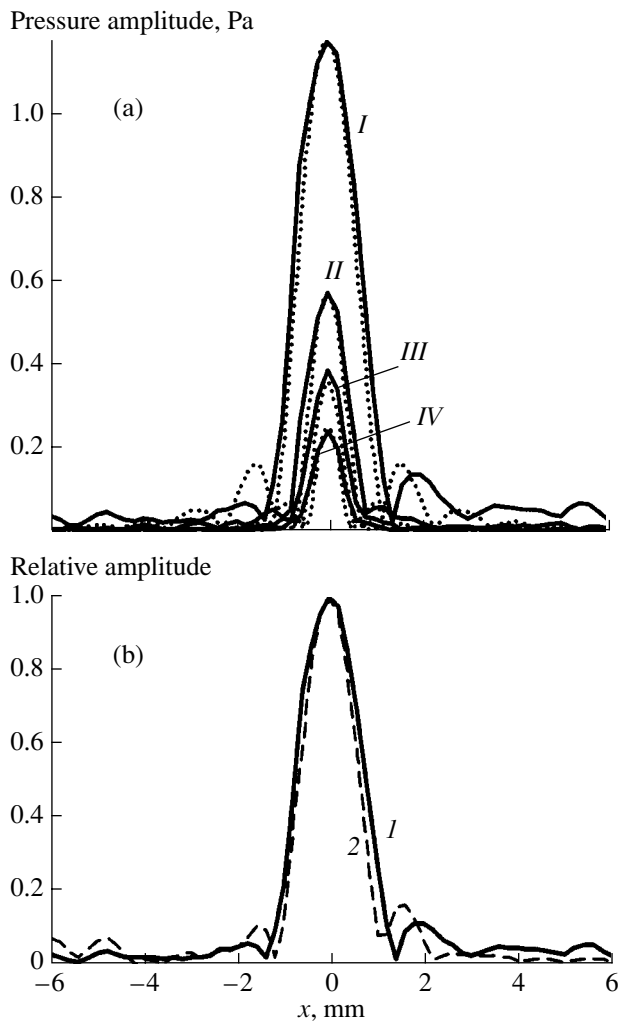 Pressure amplitude, Pa
(a)
I
1.0
0.8
0.6
II
0.4
III
IV
0.2
Relative amplitude
1.0
(b)
0.8
0.6
0.4
2 1
0.2
0
−6 −4 −2 0 2 4 6
x, mm